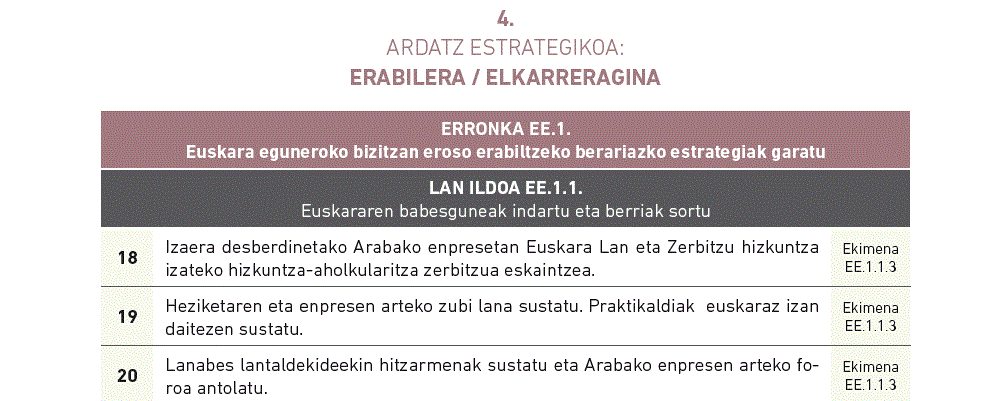 4.
ARDATZ ESTRATEGIKOA:
ERABILERA / ELKARRERAGINA
ERRONKA EE.1.
Euskara eguneroko bizitzan eroso erabiltzeko berariazko estrategiak garatu
LAN ILDOA EE.1.1.
Euskararen babesguneak indartu eta berriak sortu
18
Izaera desberdinetako Arabako enpresetan Euskara Lan eta Zerbitzu hizkuntza
izateko hizkuntza-aholkularitza zerbitzua eskaintzea.
Ekimena
EE.1.1.3
19
Heziketaren eta enpresen arteko zubi lana sustatu. Praktikaldiak euskaraz izan
daitezen sustatu.
Ekimena
EE.1.1.3
20
Lanabes lantaldekideekin hitzarmenak sustatu eta Arabako enpresen arteko fo-
roa antolatu.
Ekimena
EE.1.1.3